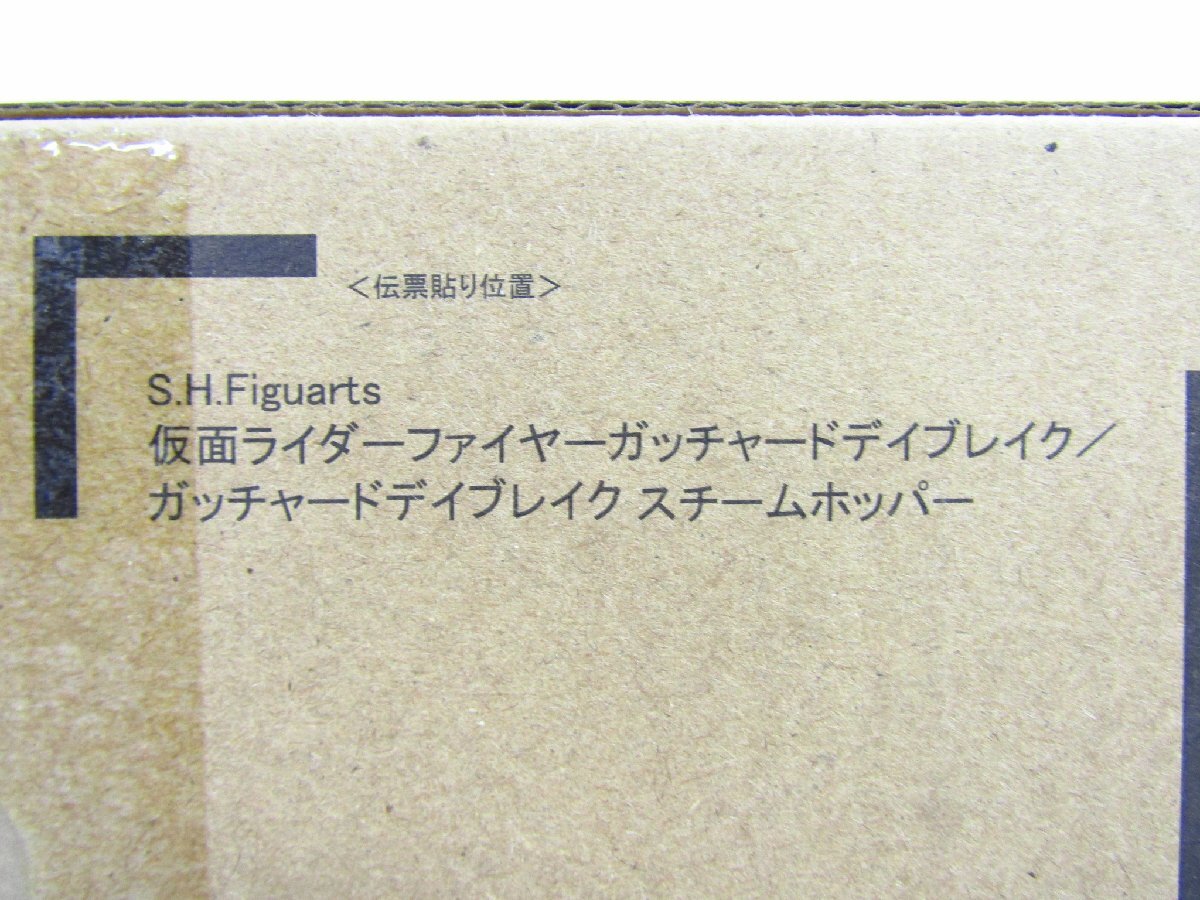 ＜伝票貼り位置＞
S.H.Figuarts
仮面ライダーファイヤーガッチャードデイブレイク／
ガッチャードデイブレイク スチームホッパー